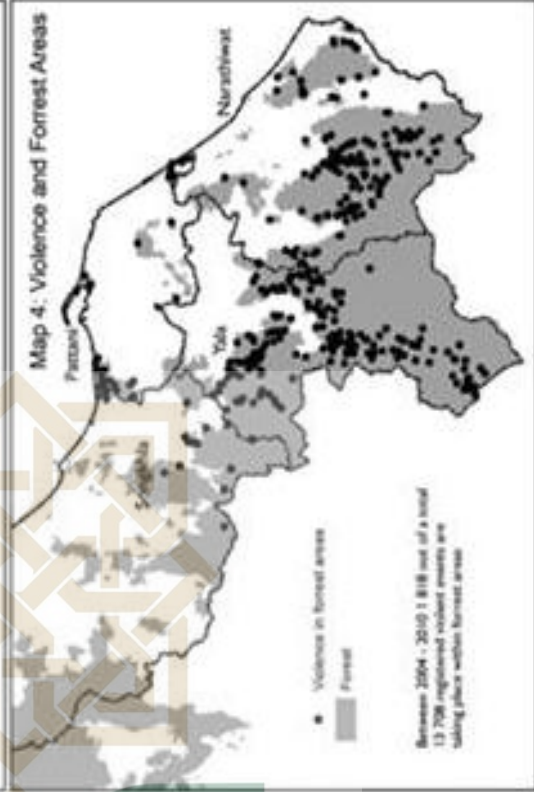 Map 4: Violence and Forrest Areas
Pattani
Narathiwat
Yala
Songkhla
Violence in forrest areas
Forest
Between 2004 - 2010 1 818 out of a total
13 708 registered violent events are
taking place within forrest areas